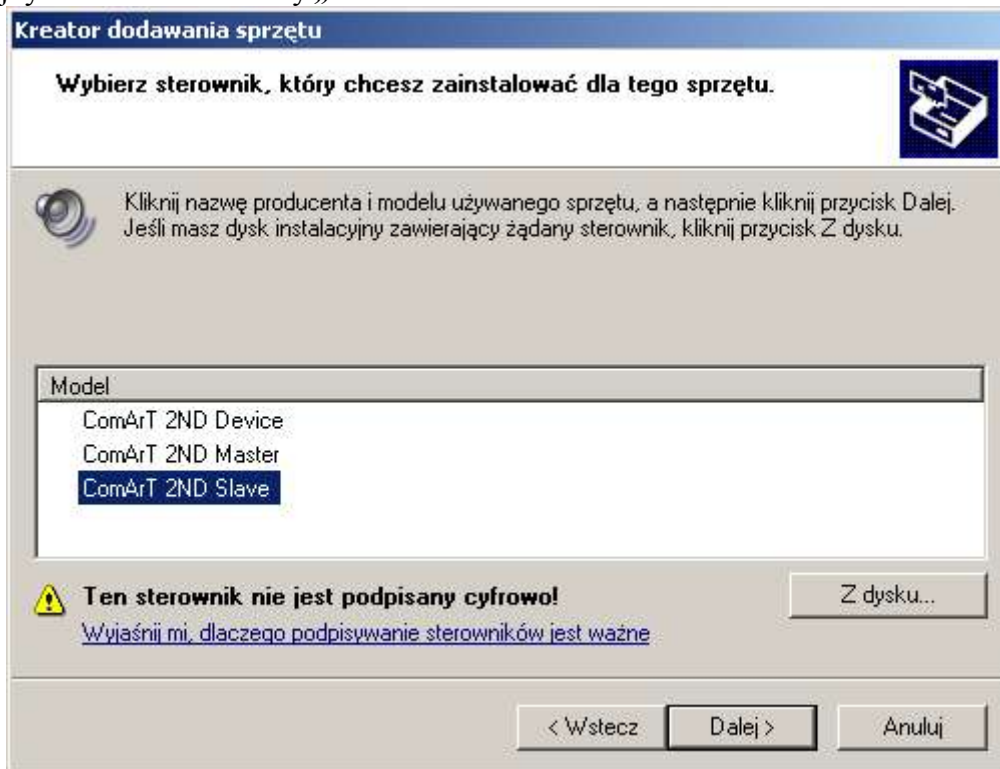 Kreator dodawania sprzętu
Wybierz sterownik, który chcesz zainstalować dla tego sprzętu.
Kliknij nazwę producenta i modelu używanego sprzętu, a następnie kliknij przycisk Dalej.
Jeśli masz dysk instalacyjny zawierający żądany sterownik, kliknij przycisk Z dysku.
Model
ComArT 2ND Device
ComArT 2ND Master
ComArT 2ND Slave
Ten sterownik nie jest podpisany cyfrowo!
Z dysku...
Wyjaśnij mi, dlaczego podpisywanie sterowników jest ważne
< Wstecz
Dalej >
Anuluj